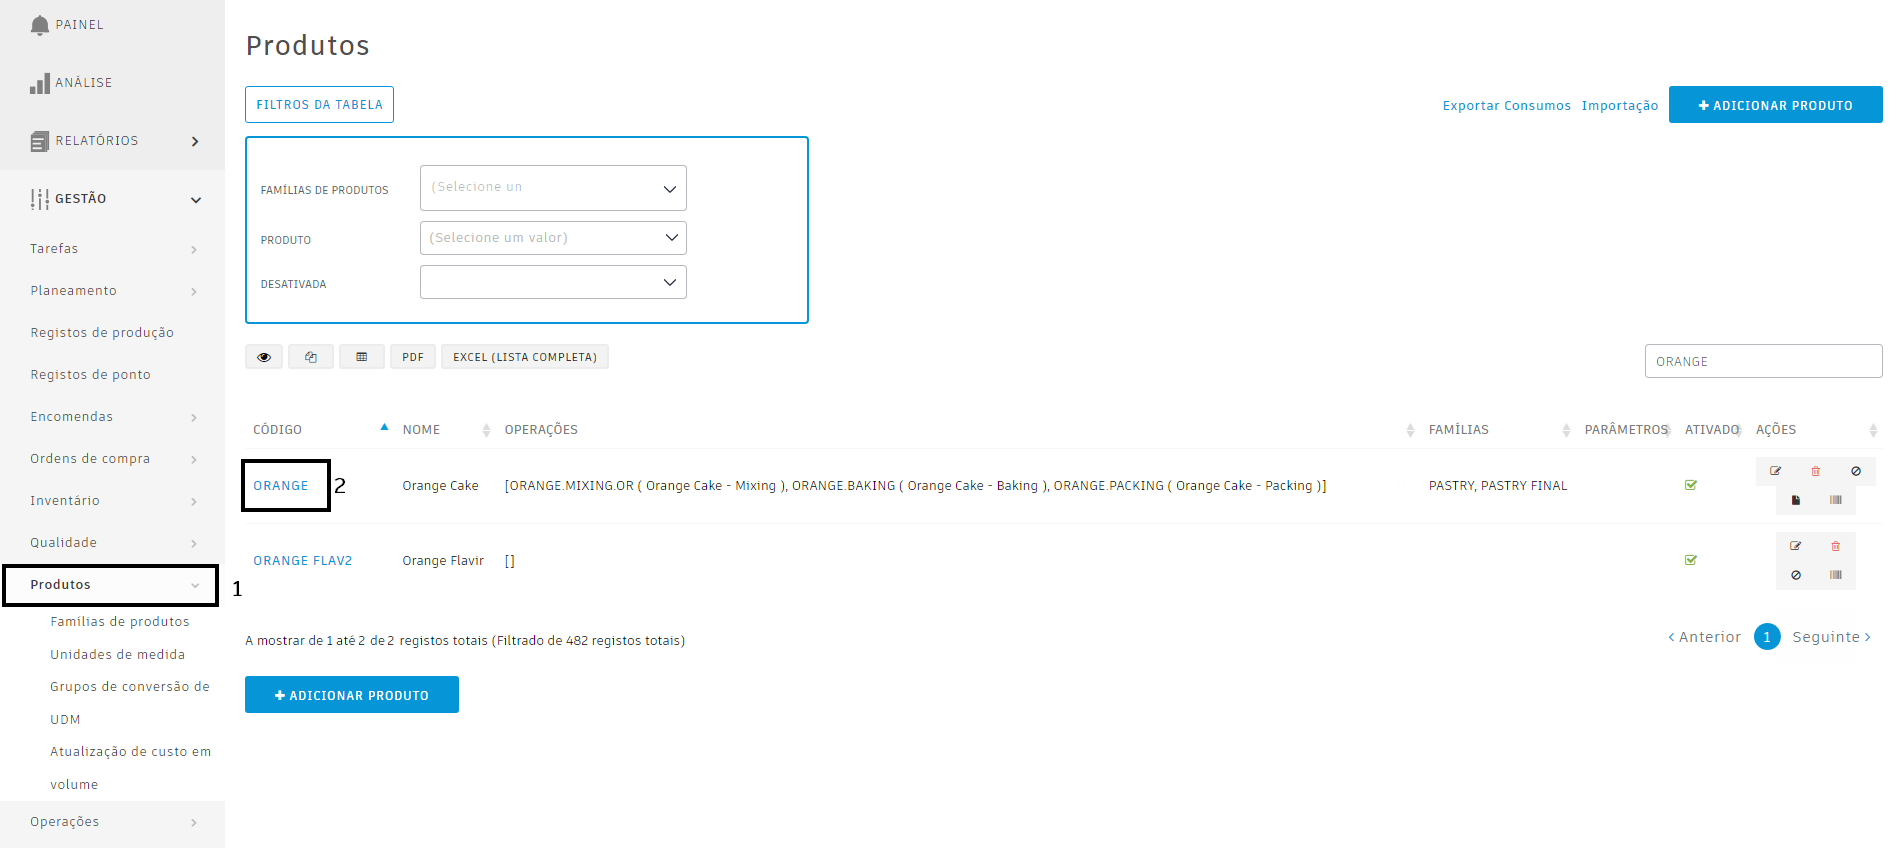 PAINEL
ANÁLISE
RELATÓRIOS
GESTÃO
Tarefas
Planeamento
Registos de produção
Registos de ponto
Encomendas
Ordens de compra
Inventário
Qualidade
Produtos
1
Famílias de produtos
Unidades de medida
Grupos de conversão de
UDM
Atualização de custo em
volume
Operações
Produtos
FILTROS DA TABELA
Exportar Consumos Importação ADICIONAR PRODUTO
FAMÍLIAS DE PRODUTOS (Selecione un
PRODUTO (Selecione um valor)
DESATIVADA
PDF EXCEL (LISTA COMPLETA)
ORANGE
CÓDIGO NOME OPERAÇÕES FAMÍLIAS PARÂMETROS ATIVADO AÇÕES
ORANGE 2 Orange Cake [ORANGE.MIXING.OR ( Orange Cake - Mixing ), ORANGE.BAKING ( Orange Cake - Baking ), ORANGE.PACKING ( Orange Cake - Packing )] PASTRY, PASTRY FINAL
ORANGE FLAV2 Orange Flavir []
A mostrar de 1 até 2 de 2 registos totais (Filtrado de 482 registos totais)
Anterior 1 Seguinte
ADICIONAR PRODUTO